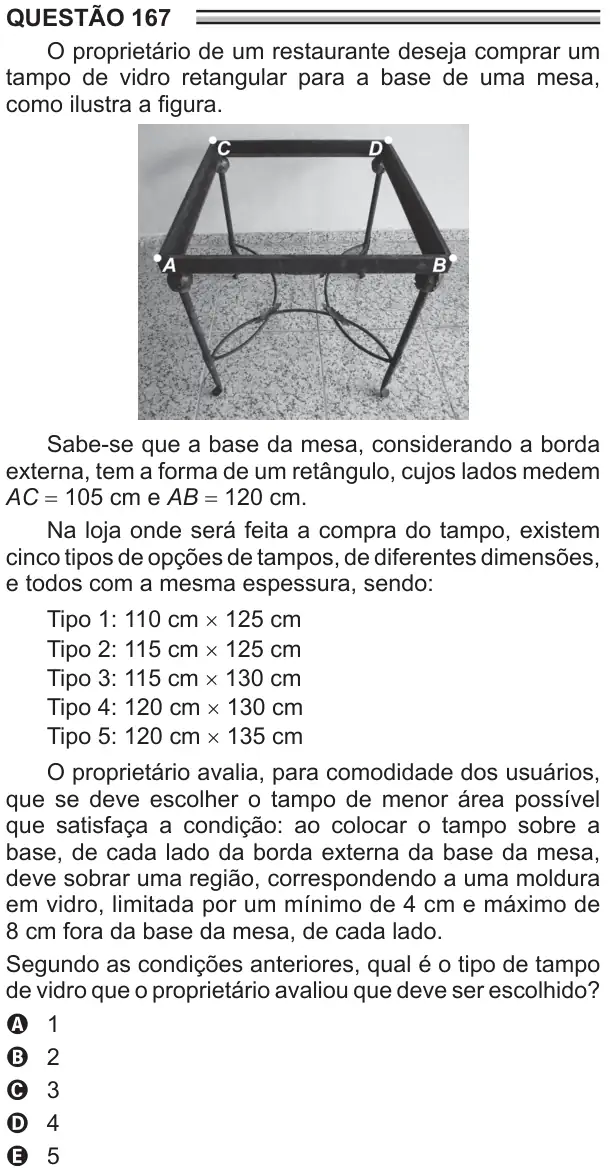 QUESTÃO 167
O proprietário de um restaurante deseja comprar um
tampo de vidro retangular para a base de uma mesa,
como ilustra a figura.
C
D
A
B
Sabe-se que a base da mesa, considerando a borda
externa, tem a forma de um retângulo, cujos lados medem
AC = 105 cm e AB = 120 cm.
Na loja onde será feita a compra do tampo, existem
cinco tipos de opções de tampos, de diferentes dimensões,
e todos com a mesma espessura, sendo:
Tipo 1: 110 cm × 125 cm
Tipo 2: 115 cm × 125 cm
Tipo 3: 115 cm × 130 cm
Tipo 4: 120 cm × 130 cm
Tipo 5: 120 cm × 135 cm
O proprietário avalia, para comodidade dos usuários,
que se deve escolher o tampo de menor área possível
que satisfaça a condição: ao colocar o tampo sobre a
base, de cada lado da borda externa da base da mesa,
deve sobrar uma região, correspondendo a uma moldura
em vidro, limitada por um mínimo de 4 cm e máximo de
8 cm fora da base da mesa, de cada lado.
Segundo as condições anteriores, qual é o tipo de tampo
de vidro que o proprietário avaliou que deve ser escolhido?
A 1
B 2
C 3
D 4
E 5